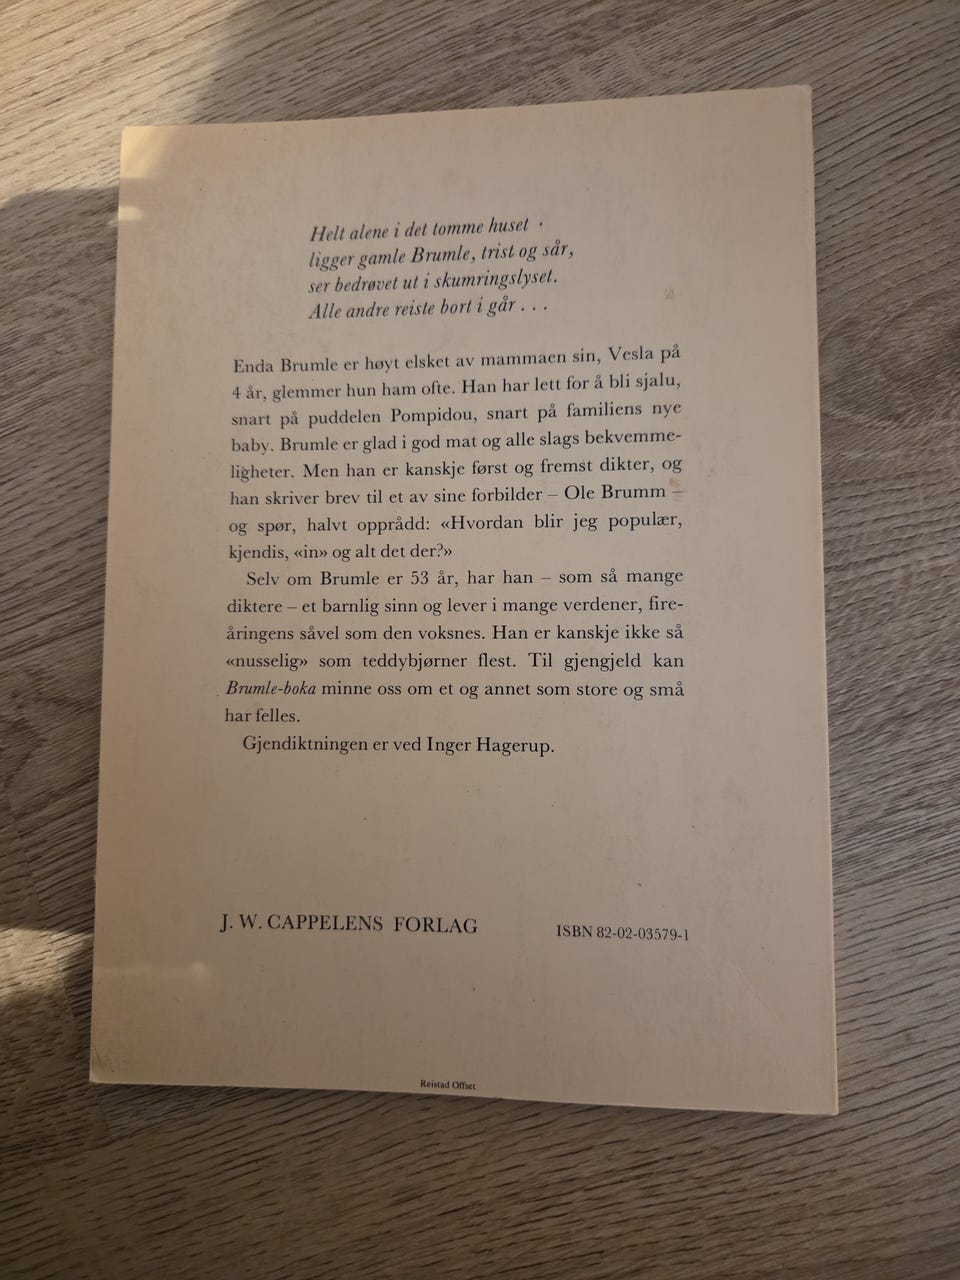 Helt alene i det tomme huset
ligger gamle Brumle, trist og sår,
ser bedrøvet ut i skumringslyset.
Alle andre reiste bort i går . . .
Enda Brumle er høyt elsket av mammaen sin, Vesla på
4 år, glemmer hun ham ofte. Han har lett for å bli sjalu,
snart på puddelen Pompidou, snart på familiens nye
baby. Brumle er glad i god mat og alle slags bekvemme-
ligheter. Men han er kanskje først og fremst dikter, og
han skriver brev til et av sine forbilder – Ole Brumm –
og spør, halvt opprådd: «Hvordan blir jeg populær,
kjendis, «in» og alt det der?»
Selv om Brumle er 53 år, har han – som så mange
diktere – et barnlig sinn og lever i mange verdener, fire-
åringens såvel som den voksnes. Han er kanskje ikke så
«nusselig» som teddybjørner flest. Til gjengjeld kan
Brumle-boka minne oss om et og annet som store og små
har felles.
Gjendiktningen er ved Inger Hagerup.
J. W. CAPPELENS FORLAG
ISBN 82-02-03579-1
Reistad Offset